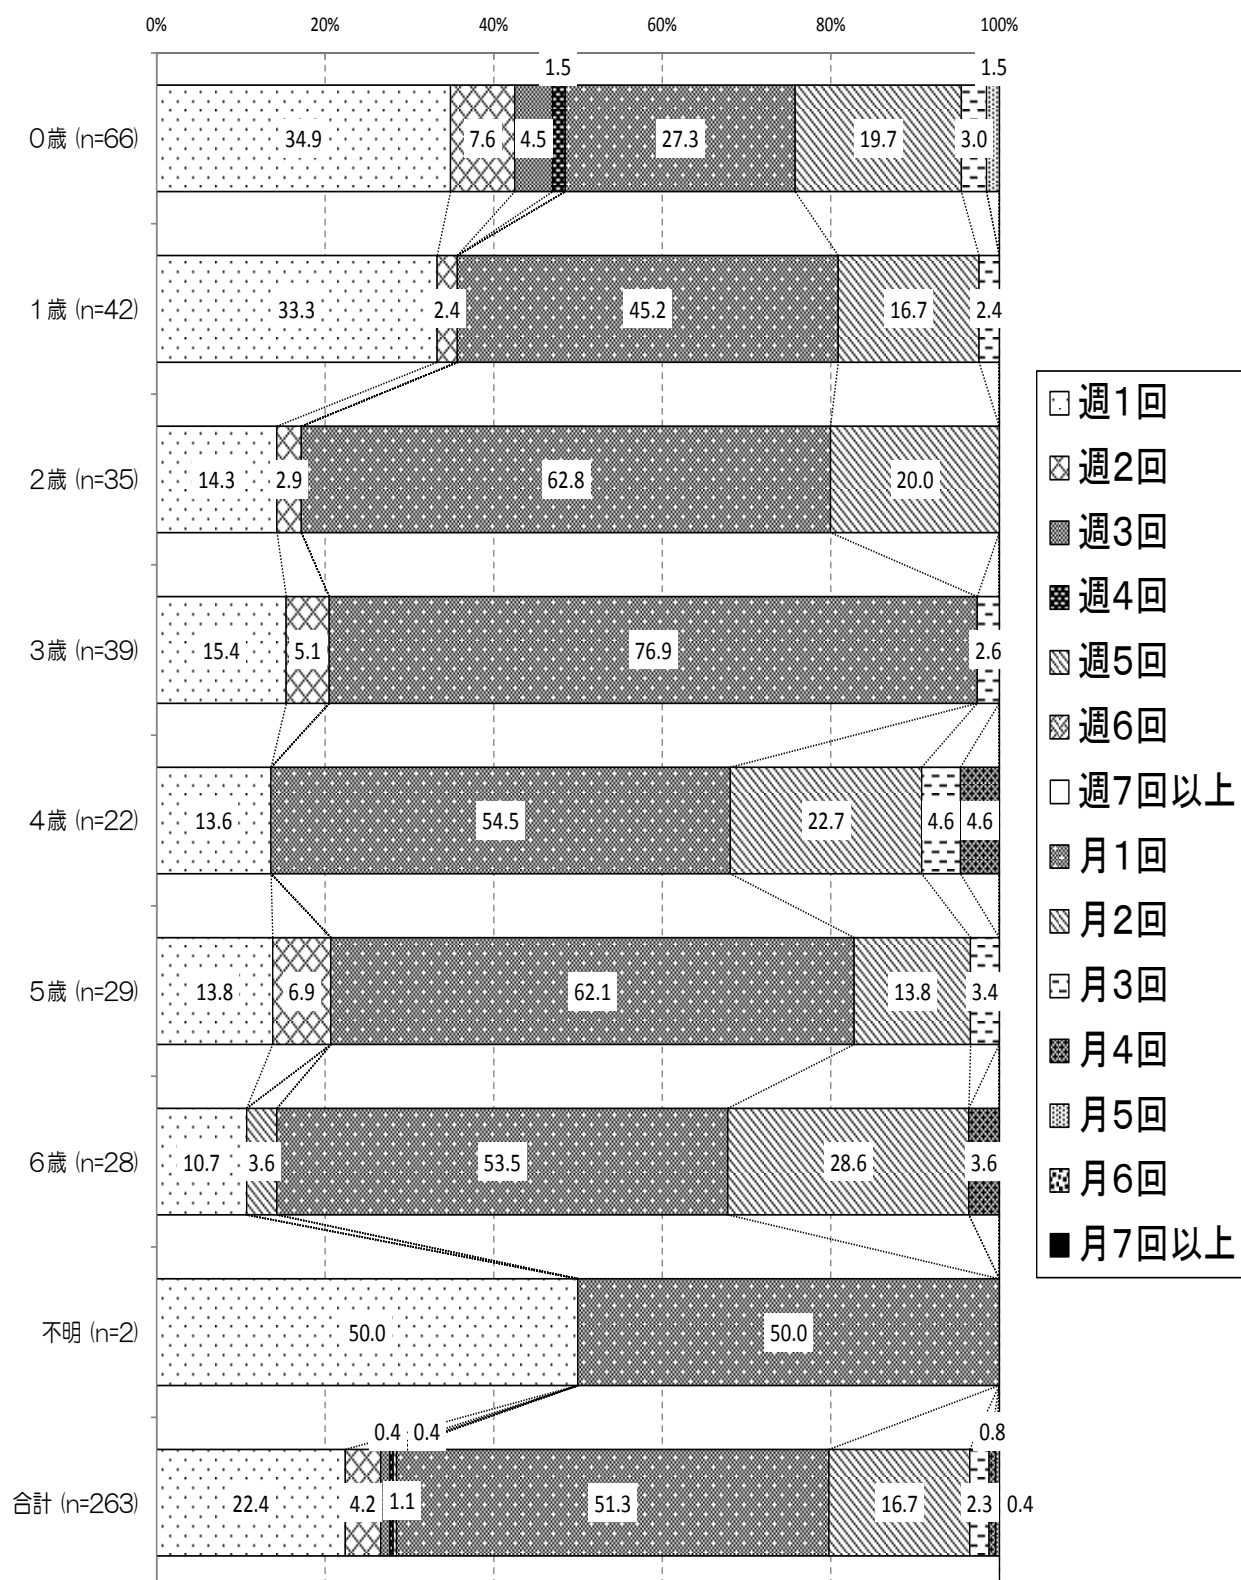 0% 20% 40% 60% 80% 100%
1.5 1.5
0歳 (n=66) 34.9 7.6 4.5 27.3 19.7 3.0
1歳 (n=42) 33.3 2.4 45.2 16.7 2.4
2歳 (n=35) 14.3 2.9 62.8 20.0
3歳 (n=39) 15.4 5.1 76.9 2.6
4歳 (n=22) 13.6 54.5 22.7 4.6 4.6
5歳 (n=29) 13.8 6.9 62.1 13.8 3.4
6歳 (n=28) 10.7 3.6 53.5 28.6 3.6
不明 (n=2) 50.0 50.0
0.4 0.4 0.8
合計 (n=263) 22.4 4.2 1.1 51.3 16.7 2.3 0.4
週1回
週2回
週3回
週4回
週5回
週6回
週7回以上
月1回
月2回
月3回
月4回
月5回
月6回
月7回以上